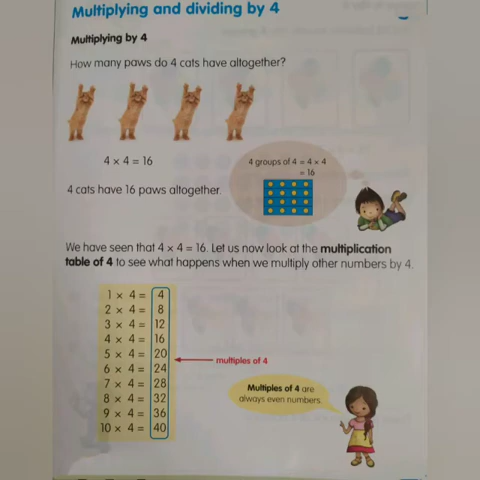 Multiplying and dividing by 4
Multiplying by 4
How many paws do 4 cats have altogether?
4 × 4 = 16
4 groups of 4 = 4 × 4
= 16
4 cats have 16 paws altogether.
We have seen that 4 × 4 = 16. Let us now look at the multiplication
table of 4 to see what happens when we multiply other numbers by 4.
1 × 4 = 4
2 × 4 = 8
3 × 4 = 12
4 × 4 = 16
5 × 4 = 20
6 × 4 = 24
7 × 4 = 28
8 × 4 = 32
9 × 4 = 36
10 × 4 = 40
multiples of 4
Multiples of 4 are
always even numbers.